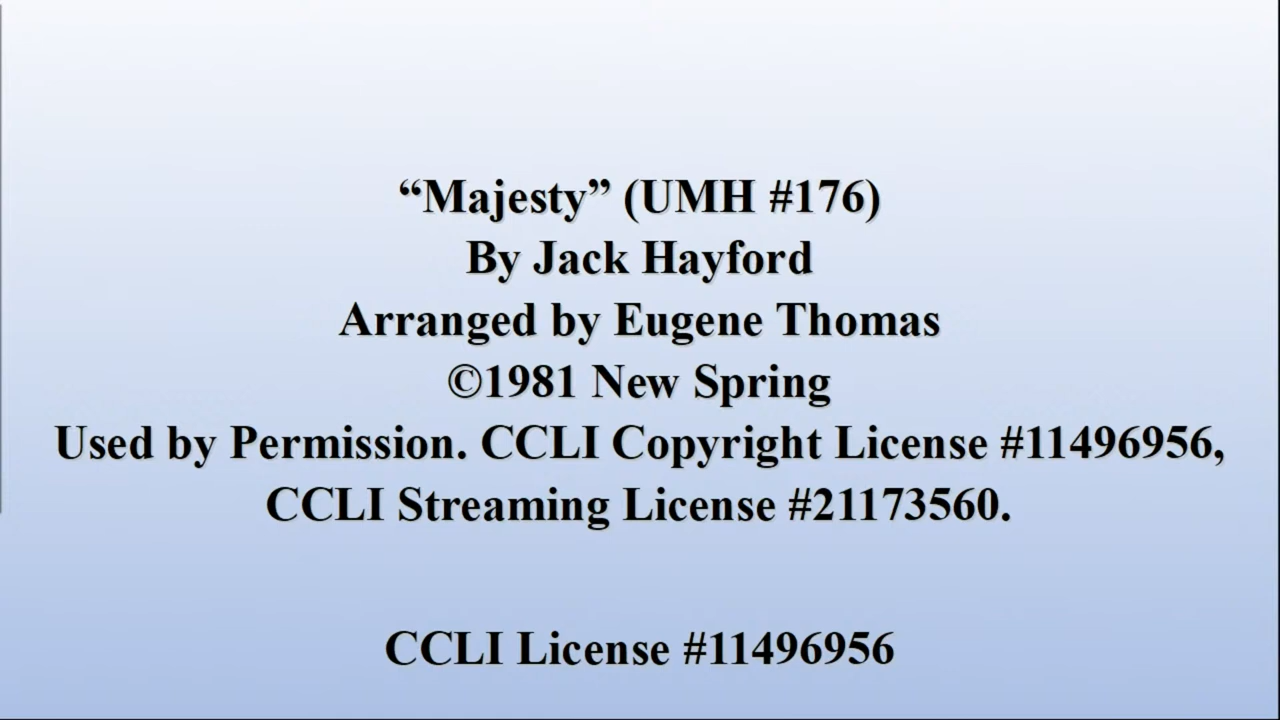 “Majesty” (UMH #176)
By Jack Hayford
Arranged by Eugene Thomas
©1981 New Spring
Used by Permission. CCLI Copyright License #11496956,
CCLI Streaming License #21173560.
CCLI License #11496956